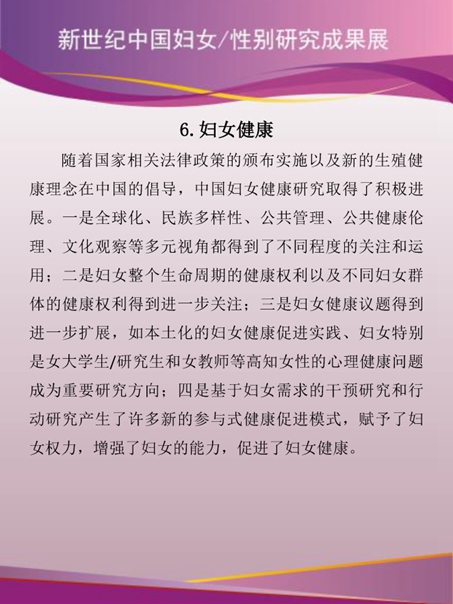 新世纪中国妇女/性别研究成果展
6.妇女健康
随着国家相关法律政策的颁布实施以及新的生殖健
康理念在中国的倡导，中国妇女健康研究取得了积极进
展。一是全球化、民族多样性、公共管理、公共健康伦
理、文化观察等多元视角都得到了不同程度的关注和运
用；二是妇女整个生命周期的健康权利以及不同妇女群
体的健康权利得到进一步关注；三是妇女健康议题得到
进一步扩展，如本土化的妇女健康促进实践、妇女特别
是女大学生/研究生和女教师等高知女性的心理健康问题
成为重要研究方向；四是基于妇女需求的干预研究和行
动研究产生了许多新的参与式健康促进模式，赋予了妇
女权力，增强了妇女的能力，促进了妇女健康。